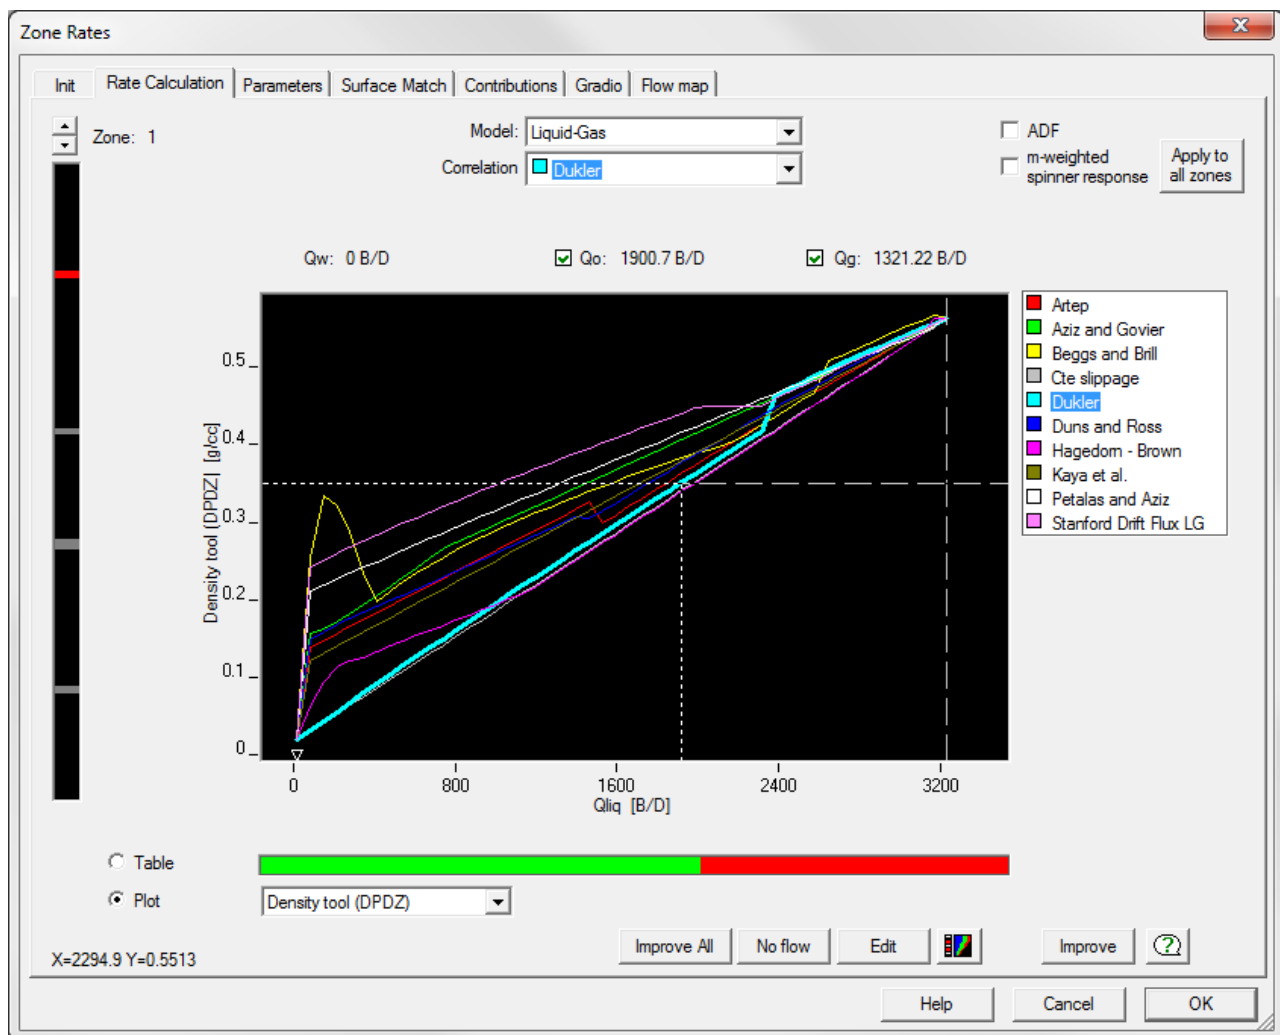 Zone Rates
x
Init Rate Calculation Parameters Surface Match Contributions Gradio Flow map
Zone: 1
Model: Liquid-Gas
Correlation Dukler
ADF
m-weighted
spinner response
Apply to
all zones
Qw: 0 B/D Qo: 1900.7 B/D Qg: 1321.22 B/D
Density tool (DPDZ) [g/cc]
0.5
0.4
0.3
0.2
0.1
0
0 800 1600 2400 3200
Qliq [B/D]
Artep
Aziz and Govier
Beggs and Brill
Cte slippage
Dukler
Duns and Ross
Hagedorn - Brown
Kaya et al.
Petalas and Aziz
Stanford Drift Flux LG
Table
Plot
Density tool (DPDZ)
Improve All No flow Edit Improve ?
X=2294.9 Y=0.5513
Help Cancel OK